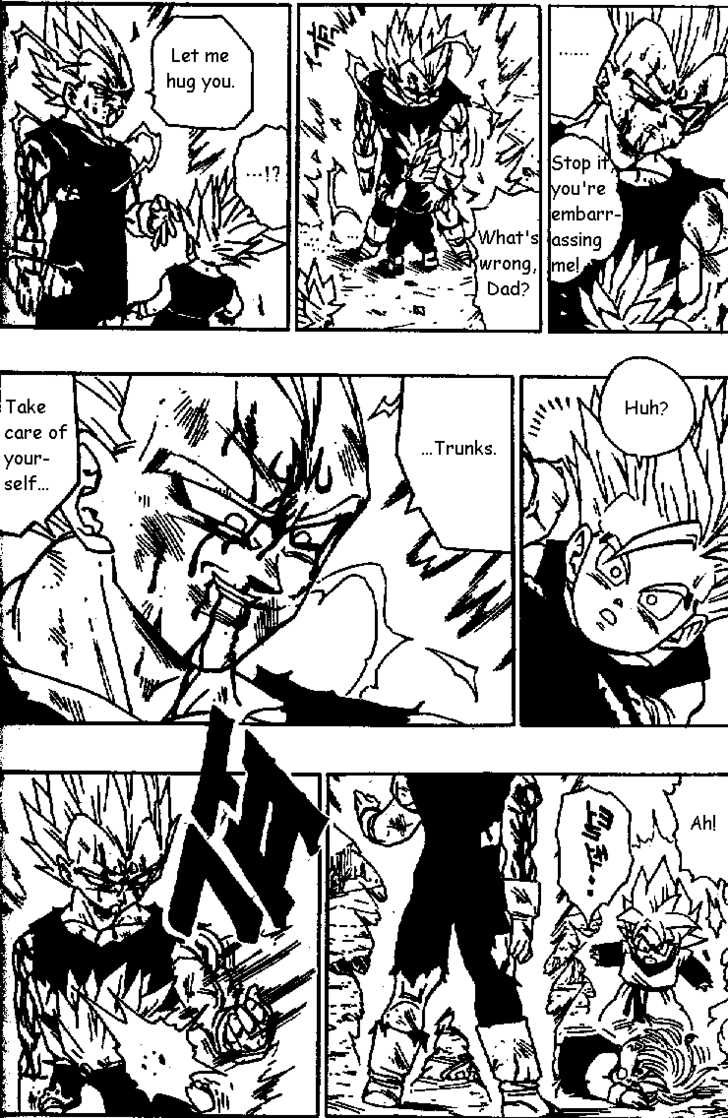 Let me
hug you.
...!?
What's
wrong,
Dad?
......
Stop it,
you're
embarr-
assing
me!
Take
care of
your-
self...
...Trunks.
Huh?
Ah!